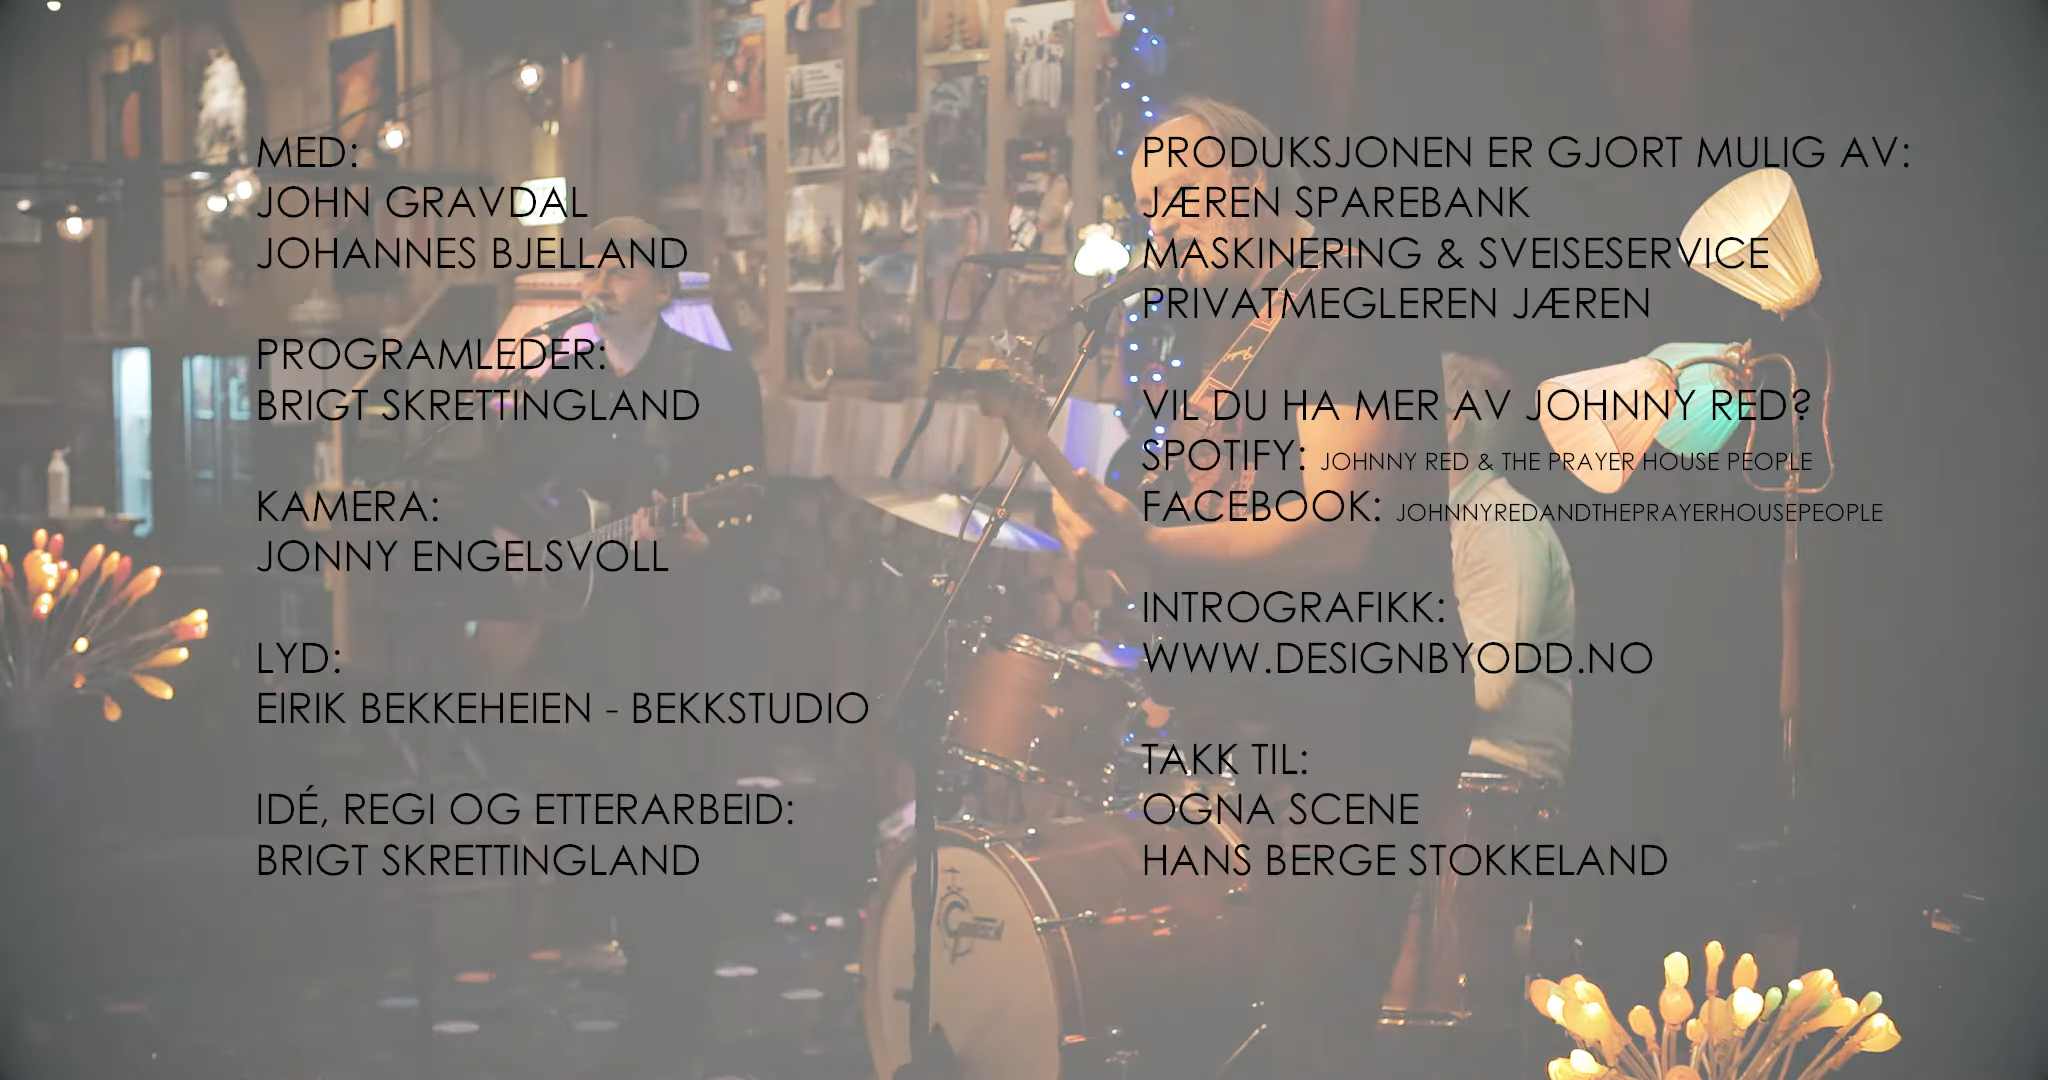 MED:
JOHN GRAVDAL
JOHANNES BJELLAND
PROGRAMLEDER:
BRIGT SKRETTINGLAND
KAMERA:
JONNY ENGELSVOLL
LYD:
EIRIK BEKKEHEIEN - BEKKSTUDIO
IDÉ, REGI OG ETTERARBEID:
BRIGT SKRETTINGLAND
PRODUKSJONEN ER GJORT MULIG AV:
JÆREN SPAREBANK
MASKINERING & SVEISESERVICE
PRIVATMEGLEREN JÆREN
VIL DU HA MER AV JOHNNY RED?
SPOTIFY: JOHNNY RED & THE PRAYER HOUSE PEOPLE
FACEBOOK: JOHNNYREDANDTHEPRAYERHOUSEPEOPLE
INTROGRAFIKK:
WWW.DESIGNBYODD.NO
TAKK TIL:
OGNA SCENE
HANS BERGE STOKKELAND